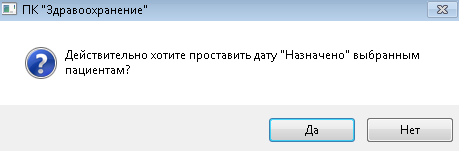 ПК "Здравоохранение"
Действительно хотите проставить дату "Назначено" выбранным
пациентам?
Да
Нет